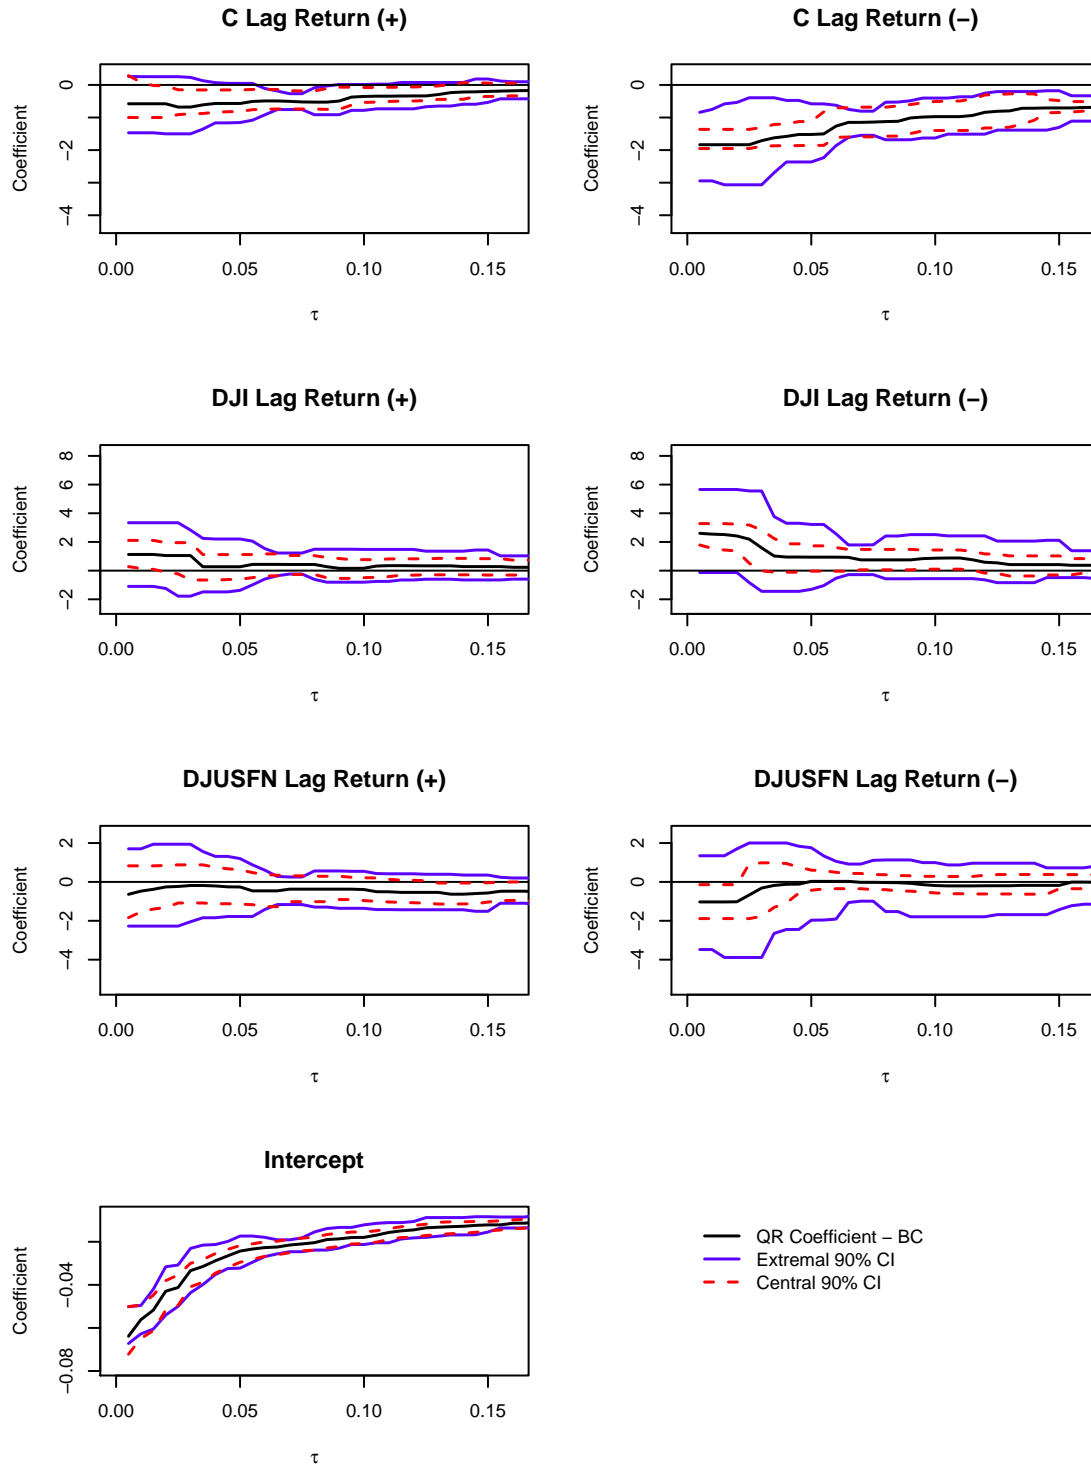 C Lag Return (+)
Coefficient
0
−2
−4
0.00 0.05 0.10 0.15
τ
C Lag Return (−)
Coefficient
0
−2
−4
0.00 0.05 0.10 0.15
τ
DJI Lag Return (+)
Coefficient
8
6
4
2
−2
0.00 0.05 0.10 0.15
τ
DJI Lag Return (−)
Coefficient
8
6
4
2
−2
0.00 0.05 0.10 0.15
τ
DJUSFN Lag Return (+)
Coefficient
2
0
−2
−4
0.00 0.05 0.10 0.15
τ
DJUSFN Lag Return (−)
Coefficient
2
0
−2
−4
0.00 0.05 0.10 0.15
τ
Intercept
Coefficient
−0.04
−0.08
0.00 0.05 0.10 0.15
τ
QR Coefficient − BC
Extremal 90% CI
Central 90% CI